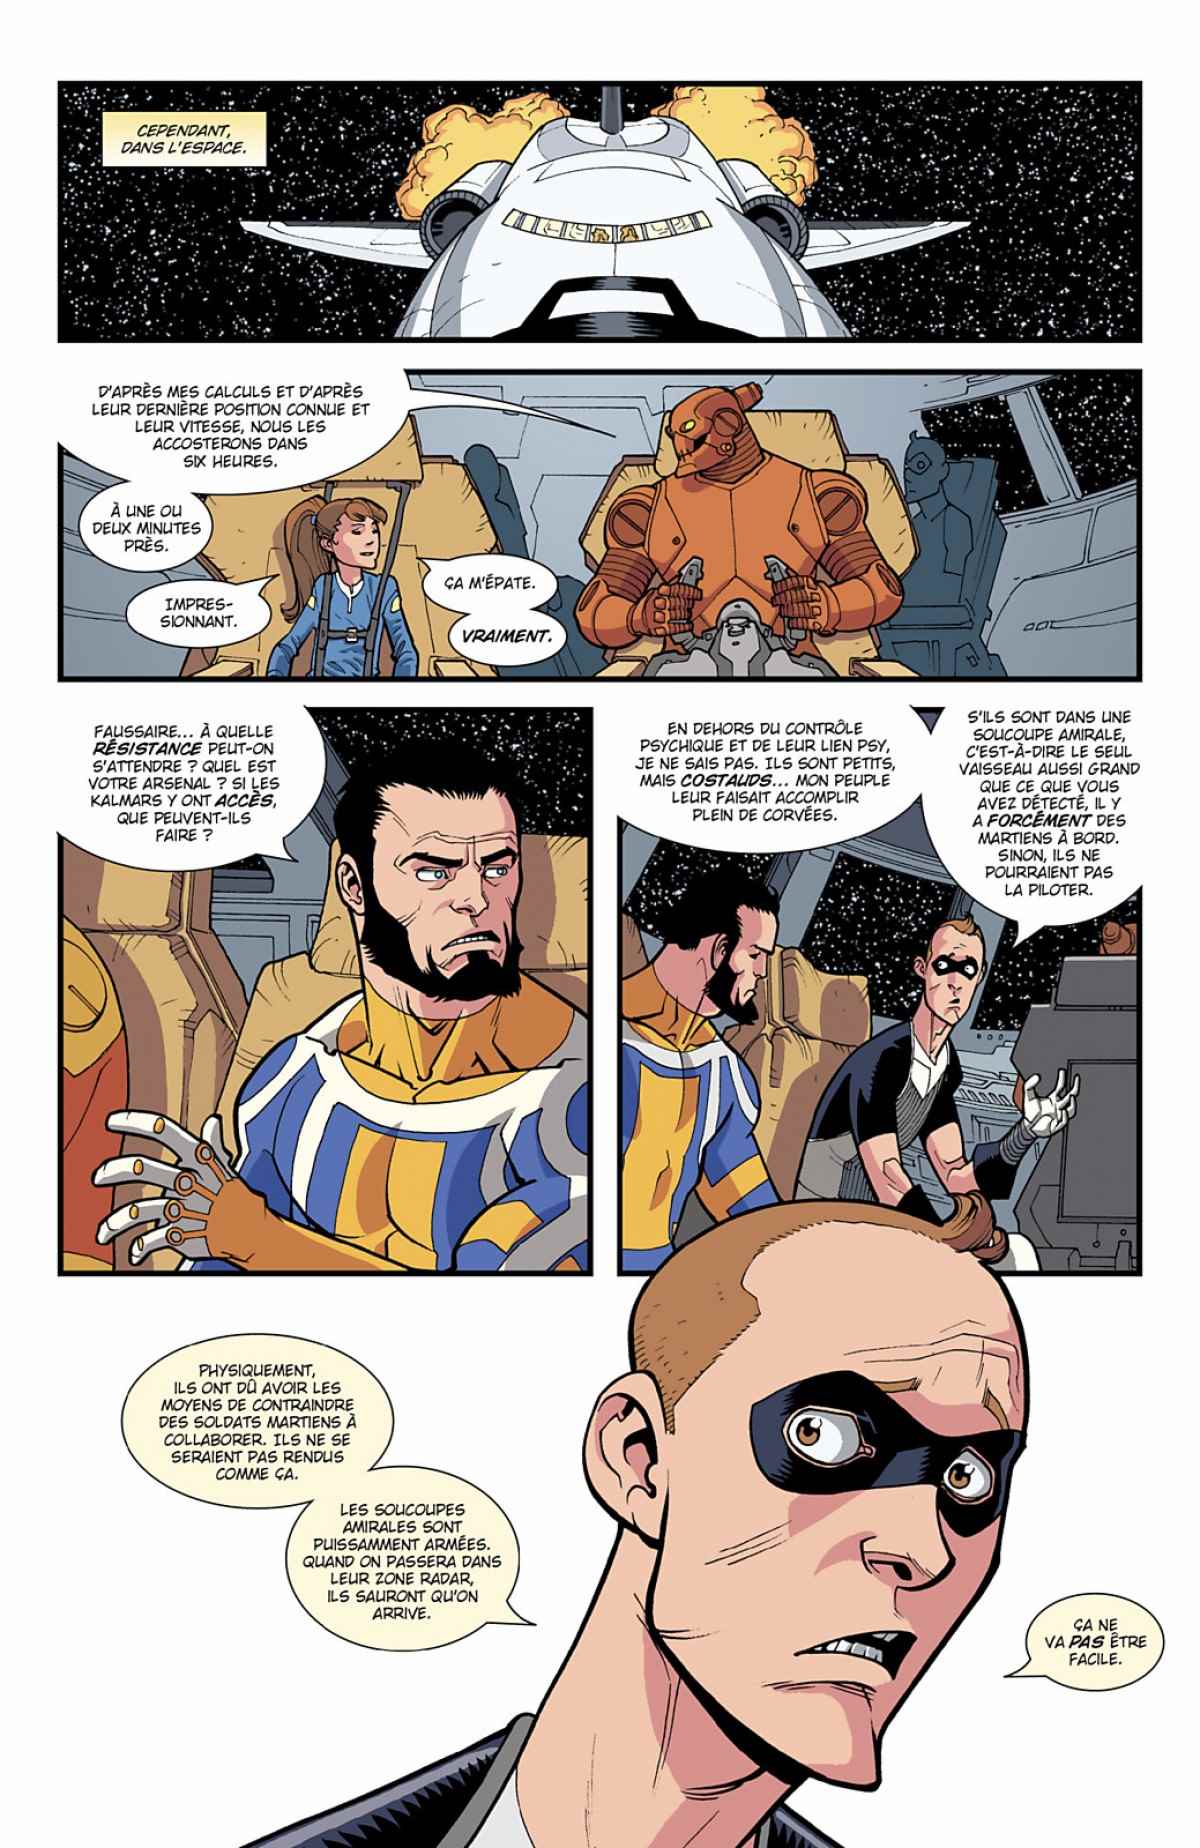 CEPENDANT,
DANS L'ESPACE.
D'APRÈS MES CALCULS ET D'APRÈS
LEUR DERNIÈRE POSITION CONNUE ET
LEUR VITESSE, NOUS LES
ACCOSTERONS DANS
SIX HEURES.
À UNE OU
DEUX MINUTES
PRÈS.
IMPRES-
SIONNANT.
ÇA M'ÉPATE.
VRAIMENT.
FAUSSAIRE... À QUELLE
RÉSISTANCE PEUT-ON
S'ATTENDRE ? QUEL EST
VOTRE ARSENAL ? SI LES
KALMARS Y ONT ACCÈS,
QUE PEUVENT-ILS
FAIRE ?
EN DEHORS DU CONTRÔLE
PSYCHIQUE ET DE LEUR LIEN PSY,
JE NE SAIS PAS. ILS SONT PETITS,
MAIS COSTAUDS... MON PEUPLE
LEUR FAISAIT ACCOMPLIR
PLEIN DE CORVÉES.
S'ILS SONT DANS UNE
SOUCOUPE AMIRALE,
C'EST-À-DIRE LE SEUL
VAISSEAU AUSSI GRAND
QUE CE QUE VOUS
AVEZ DÉTECTÉ, IL Y
A FORCÉMENT DES
MARTIENS À BORD.
SINON, ILS NE
POURRAIENT PAS
LA PILOTER.
PHYSIQUEMENT,
ILS ONT DÛ AVOIR LES
MOYENS DE CONTRAINDRE
DES SOLDATS MARTIENS À
COLLABORER. ILS NE SE
SERAIENT PAS RENDUS
COMME ÇA.
LES SOUCOUPES
AMIRALES SONT
PUISSAMMENT ARMÉES.
QUAND ON PASSERA DANS
LEUR ZONE RADAR,
ILS SAURONT QU'ON
ARRIVE.
ÇA NE
VA PAS ÊTRE
FACILE.